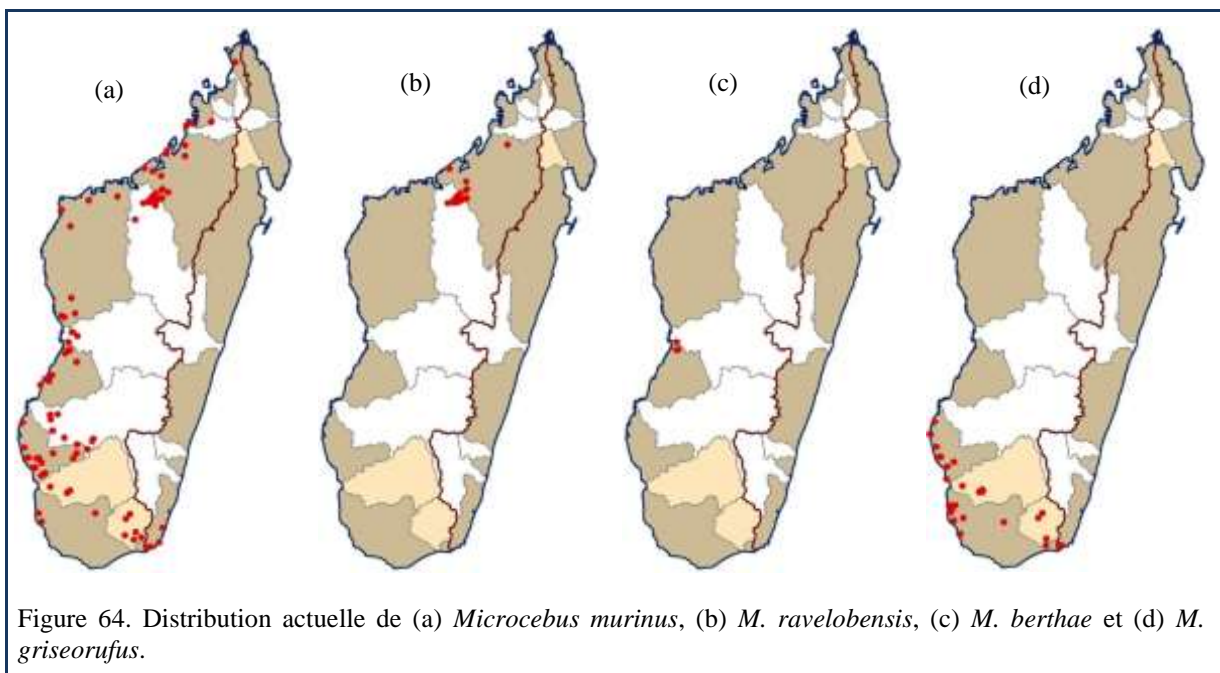 (a) (b) (c) (d)
Figure 64. Distribution actuelle de (a) Microcebus murinus, (b) M. ravelobensis, (c) M. berthae et (d) M.
griseorufus.